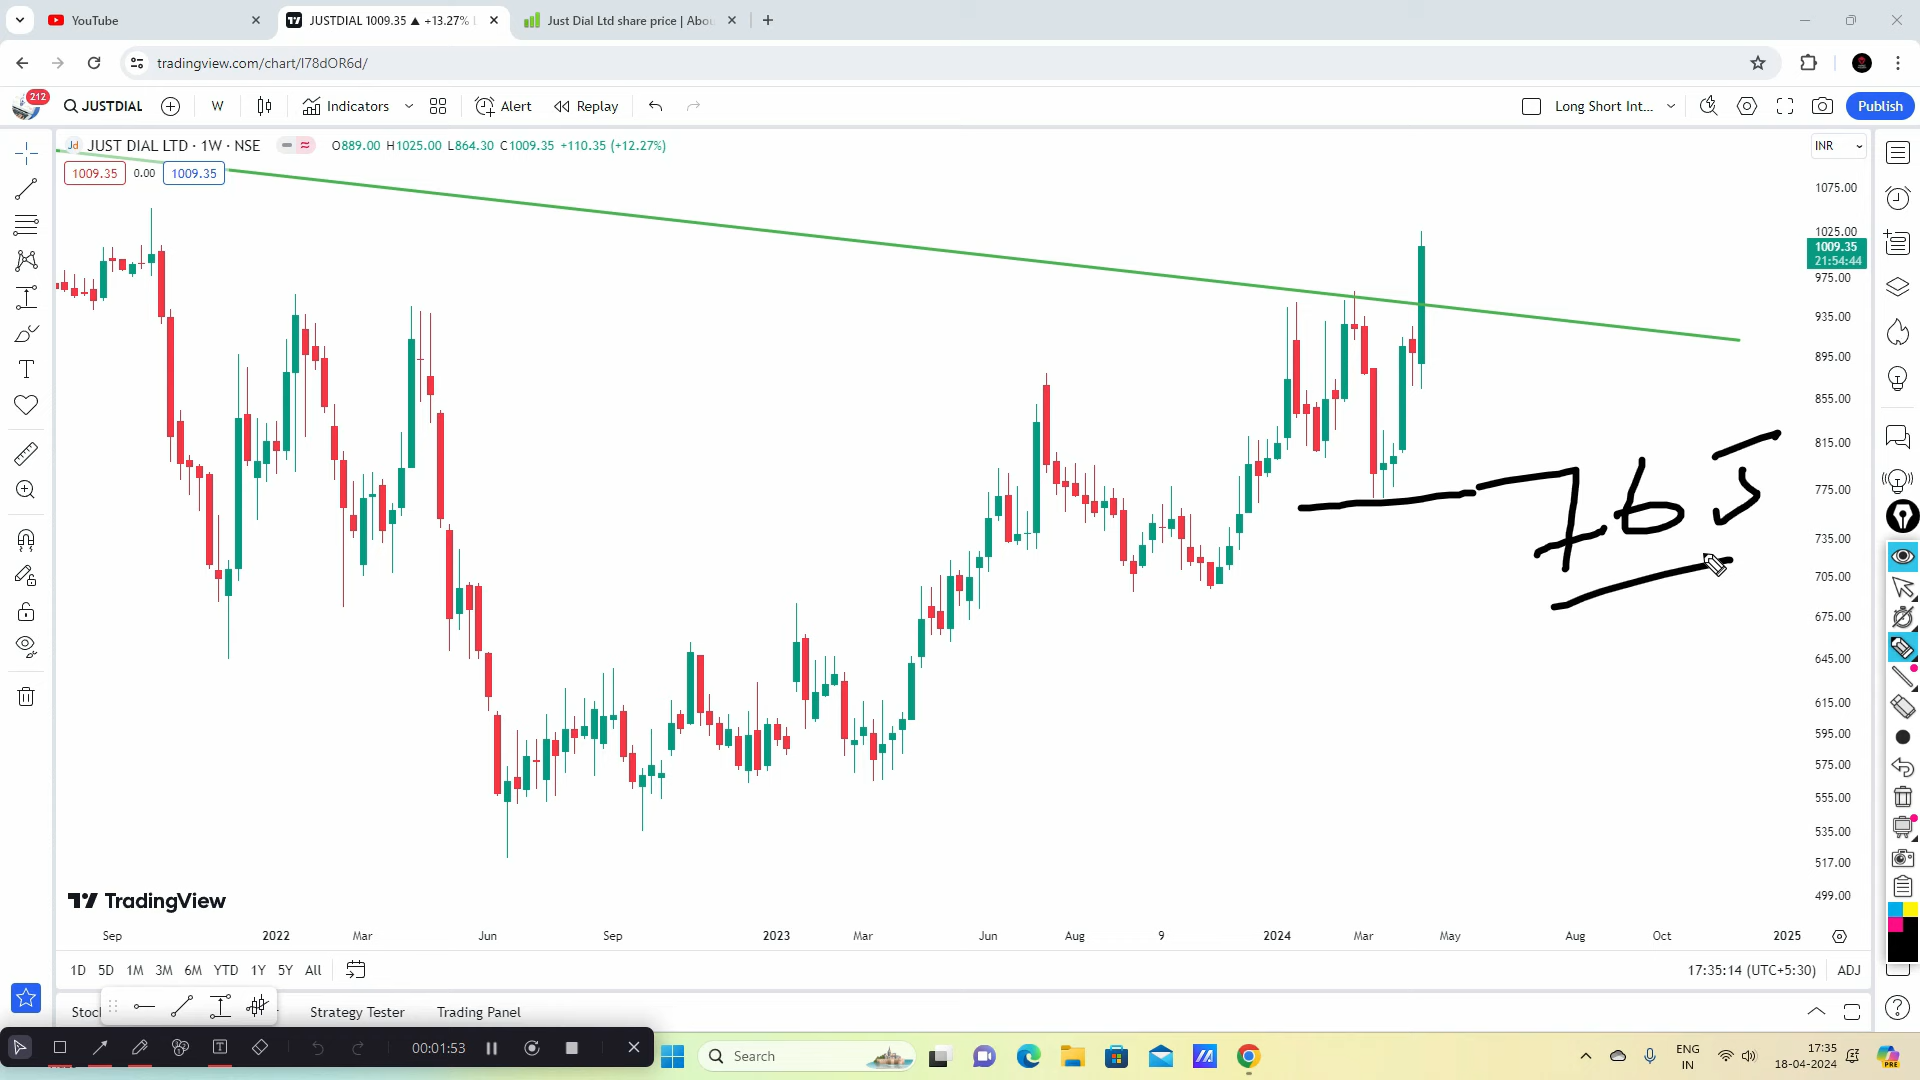 YouTube
JUSTDIAL 1009.35 ▲ +13.27%
Just Dial Ltd share price | Abou
tradingview.com/chart/I78dOR6d/
212
JUSTDIAL
W
Indicators
Alert
Replay
Long Short Int...
Publish
JUST DIAL LTD · 1W · NSE
O889.00 H1025.00 L864.30 C1009.35 +110.35 (+12.27%)
INR
1009.35 0.00 1009.35
1075.00
1025.00
1009.35
21:54:44
975.00
935.00
895.00
855.00
815.00
775.00
735.00
705.00
675.00
645.00
615.00
595.00
575.00
555.00
535.00
517.00
499.00
765
TradingView
Sep 2022 Mar Jun Sep 2023 Mar Jun Aug 9 2024 Mar May Aug Oct 2025
1D 5D 1M 3M 6M YTD 1Y 5Y All
17:35:14 (UTC+5:30) ADJ
Stoc
Strategy Tester
Trading Panel
00:01:53
Search
ENG
IN
17:35
18-04-2024
PRE